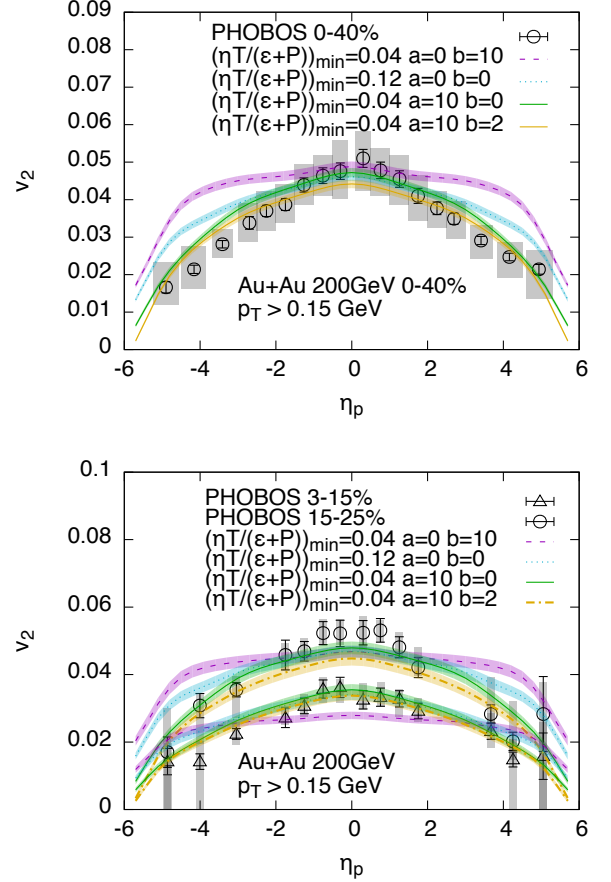 0.09
0.08
0.07
0.06
0.05
0.04
0.03
0.02
0.01
0
v2
PHOBOS 0-40%
(ηT/(ε+P))min=0.04 a=0 b=10
(ηT/(ε+P))min=0.12 a=0 b=0
(ηT/(ε+P))min=0.04 a=10 b=0
(ηT/(ε+P))min=0.04 a=10 b=2
Au+Au 200GeV 0-40%
pT > 0.15 GeV
-6 -4 -2 0 2 4 6
ηp
0.1
0.08
0.06
0.04
0.02
0
v2
PHOBOS 3-15%
PHOBOS 15-25%
(ηT/(ε+P))min=0.04 a=0 b=10
(ηT/(ε+P))min=0.12 a=0 b=0
(ηT/(ε+P))min=0.04 a=10 b=0
(ηT/(ε+P))min=0.04 a=10 b=2
Au+Au 200GeV
pT > 0.15 GeV
-6 -4 -2 0 2 4 6
ηp